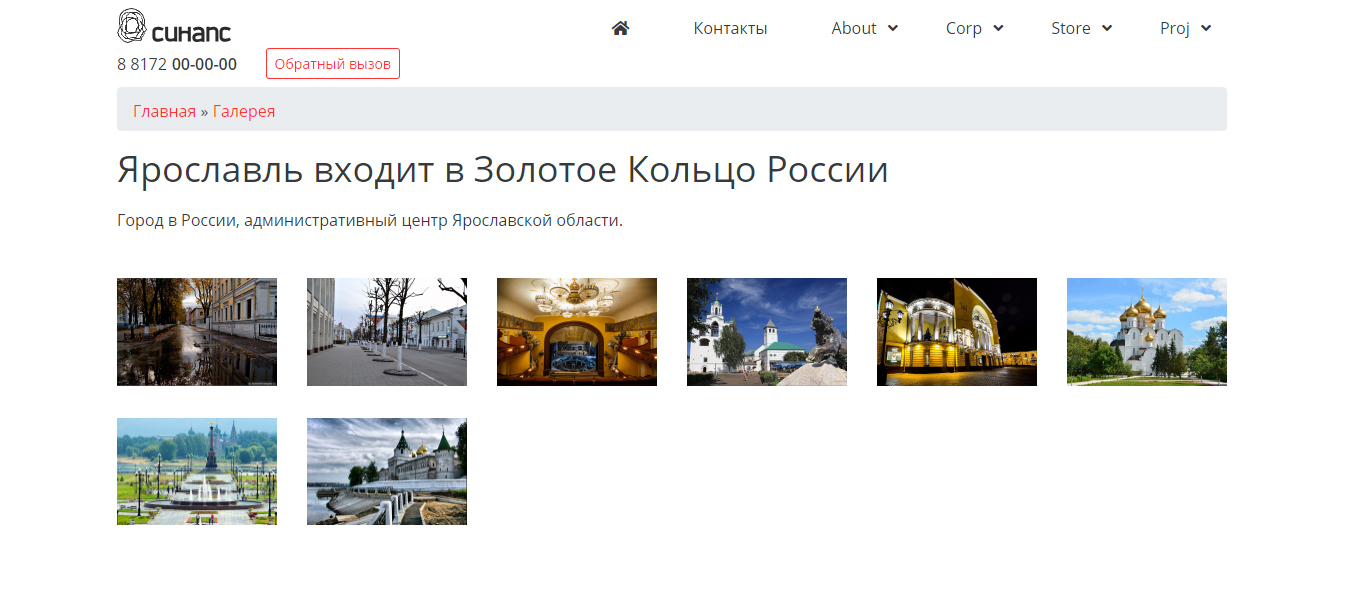 синапс
Контакты About Corp Store Proj
8 8172 00-00-00 Обратный вызов
Главная » Галерея
Ярославль входит в Золотое Кольцо России
Город в России, административный центр Ярославской области.